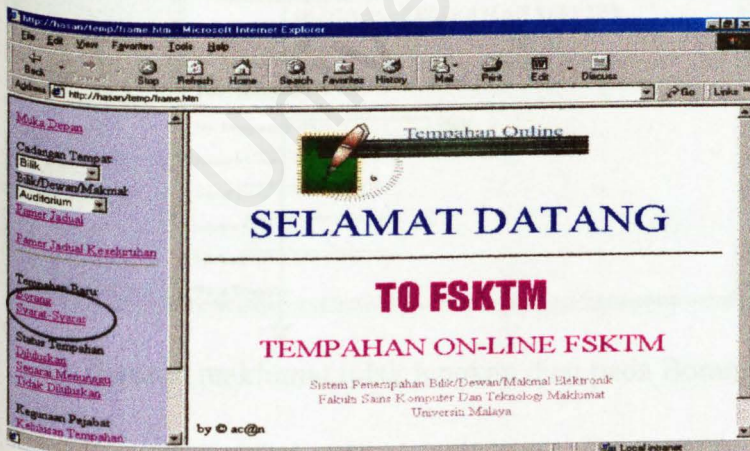 http://hasan/temp/frame.htm - Microsoft Internet Explorer
File Edit View Favorites Tools Help
Back Stop Refresh Home Search Favorites History Mail Print Edit Discuss
Address http://hasan/temp/frame.htm Go Links
Muka Depan
Cadangan Tempat
Bilik
Bilik/Dewan/Makmal
Auditorium
Pamer Jadual
Pamer Jadual Keseluruhan
Tempahan Baru
Borang
Syarat-Syarat
Status Tempahan
Diluluskan
Senarai Menunggu
Tidak Diluluskan
Kegunaan Pejabat
Kelulusan Tempahan
Tempahan Online
SELAMAT DATANG
TO FSKTM
TEMPAHAN ON-LINE FSKTM
Sistem Penempahan Bilik/Dewan/Makmal Elektronik
Fakulti Sains Komputer Dan Teknologi Maklumat
Universiti Malaya
by © ac@n
Local intranet